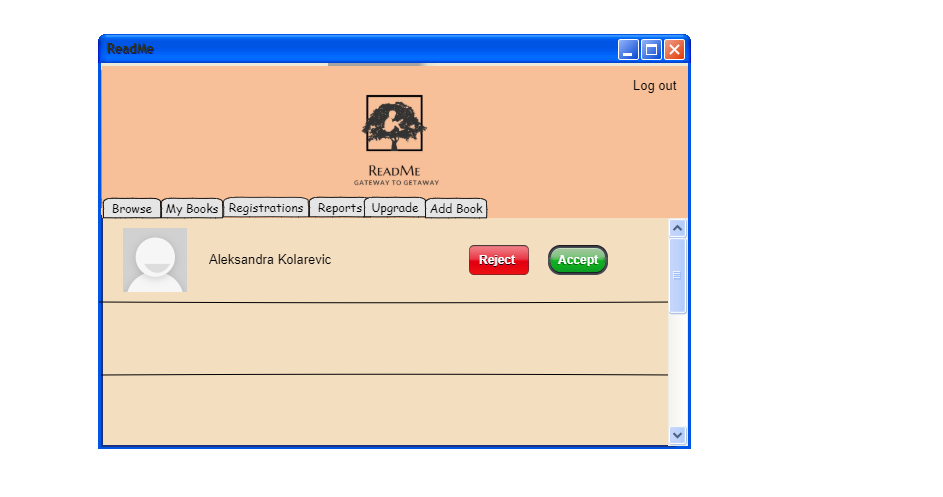 ReadMe
Log out
ReadMe
GATEWAY TO GETAWAY
Browse My Books Registrations Reports Upgrade Add Book
Aleksandra Kolarevic Reject Accept